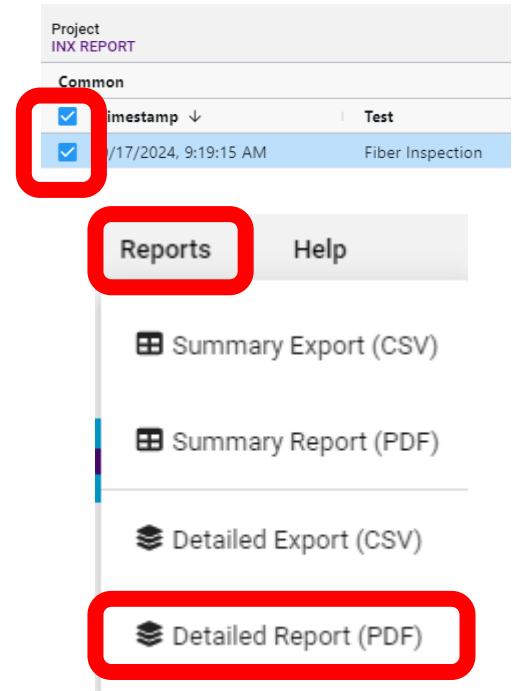 Project
INX REPORT
Common
imestamp ↓ Test
/17/2024, 9:19:15 AM Fiber Inspection
Reports Help
Summary Export (CSV)
Summary Report (PDF)
Detailed Export (CSV)
Detailed Report (PDF)